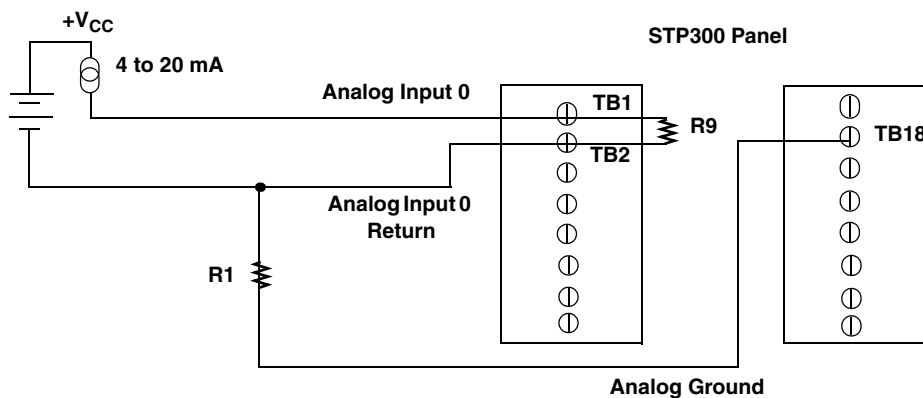 +VCC
STP300 Panel
4 to 20 mA
Analog Input 0
TB1
R9
TB18
TB2
Analog Input 0
Return
R1
Analog Ground